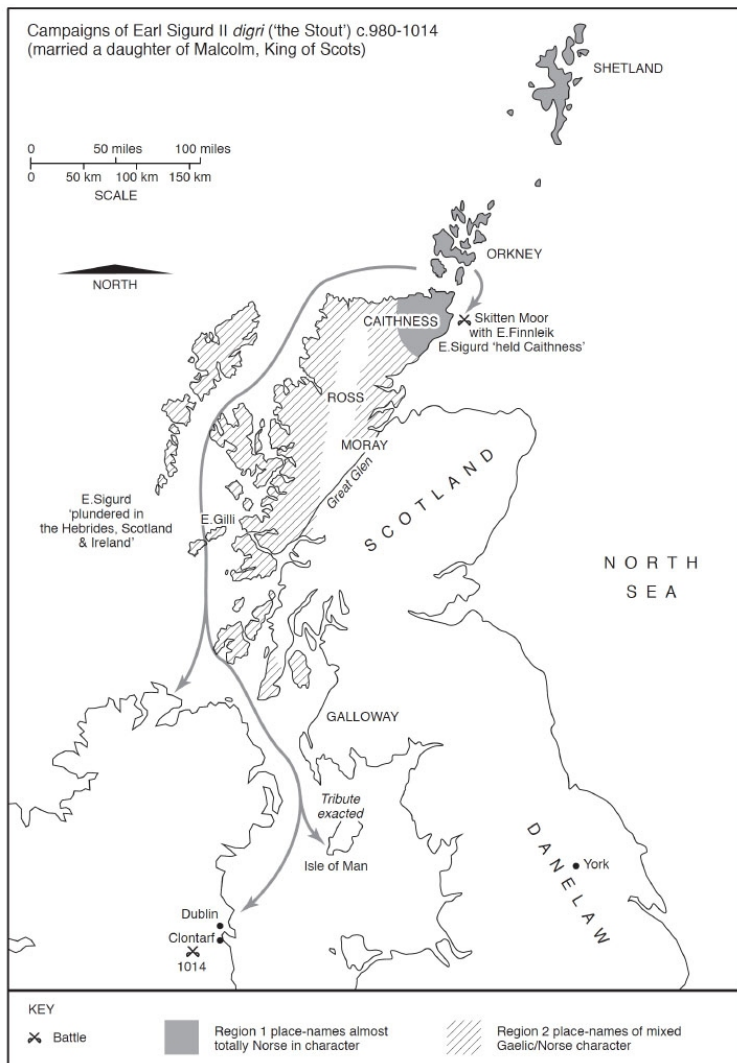 Campaigns of Earl Sigurd II digri (‘the Stout’) c.980-1014
(married a daughter of Malcolm, King of Scots)
SHETLAND
0 50 miles 100 miles
0 50 km 100 km 150 km
SCALE
NORTH
ORKNEY
CAITHNESS
Skitten Moor
with E.Finnleik
E.Sigurd ‘held Caithness’
ROSS
MORAY
Great Glen
SCOTLAND
E.Sigurd
‘plundered in
the Hebrides, Scotland
& Ireland’
E.Gilli
NORTH
SEA
GALLOWAY
Tribute
exacted
Isle of Man
DANELAW
York
Dublin
Clontarf
1014
KEY
Battle
Region 1 place-names almost
totally Norse in character
Region 2 place-names of mixed
Gaelic/Norse character